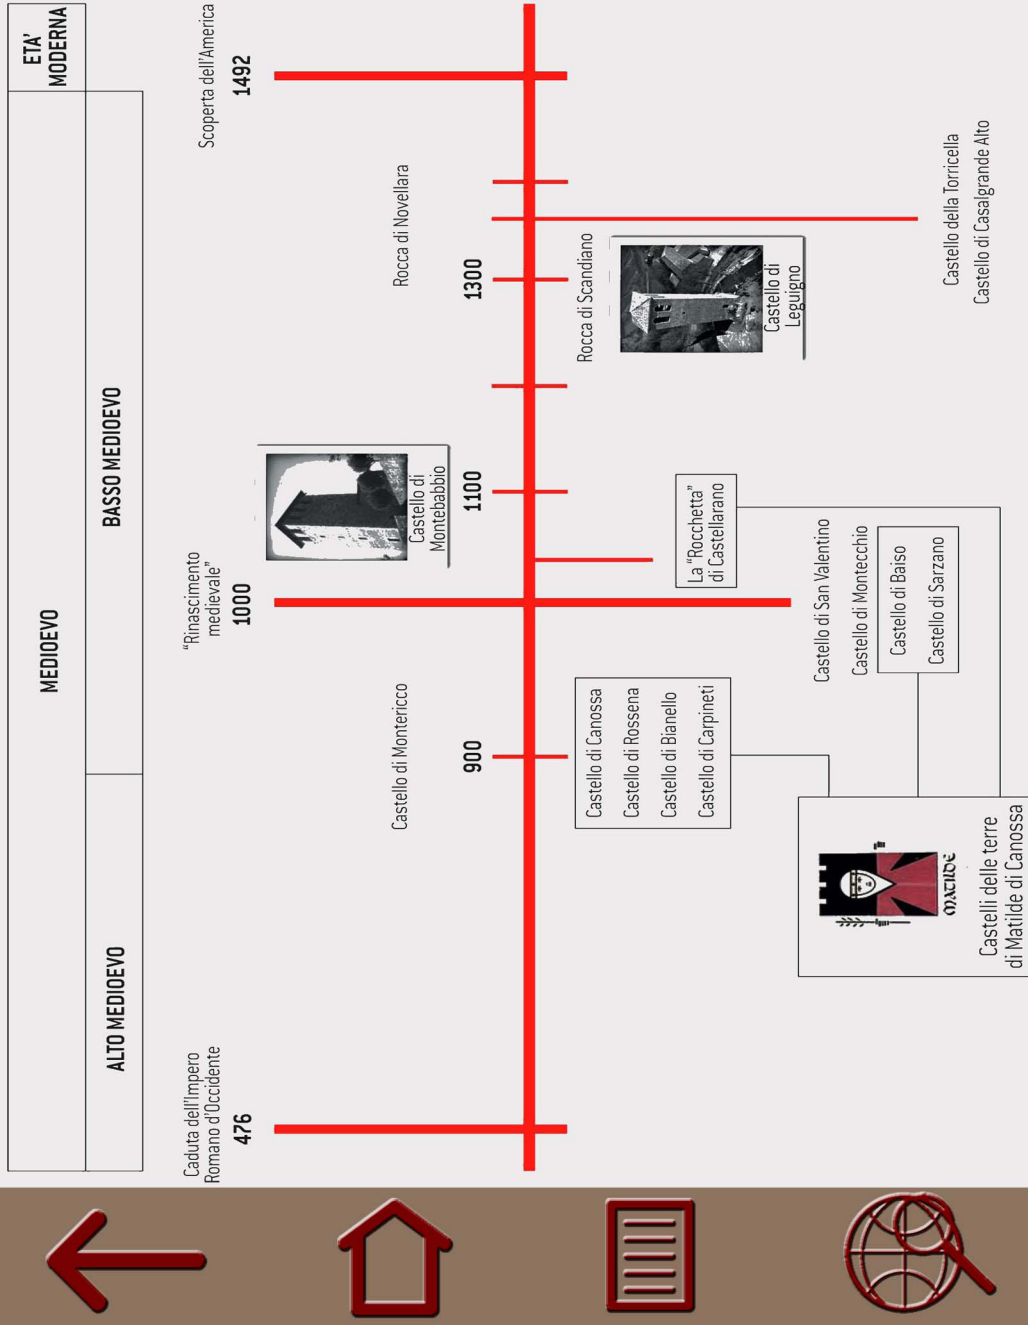 MEDIOEVO
ETA'
MODERNA
ALTO MEDIOEVO
BASSO MEDIOEVO
Caduta dell'Impero
Romano d'Occidente
476
"Rinascimento
medievale"
1000
Scoperta dell'America
1492
Castello di Montericco
Castello di
Montebabbio
Rocca di Novellara
900
1100
1300
Castello di Canossa
Castello di Rossena
Castello di Bianello
Castello di Carpineti
La "Rocchetta"
di Castellarano
Rocca di Scandiano
Castello di
Leguigno
Castello di San Valentino
Castello di Montecchio
Castello di Baiso
Castello di Sarzano
Castello della Torricella
Castello di Casalgrande Alto
MATILDE
Castelli delle terre
di Matilde di Canossa